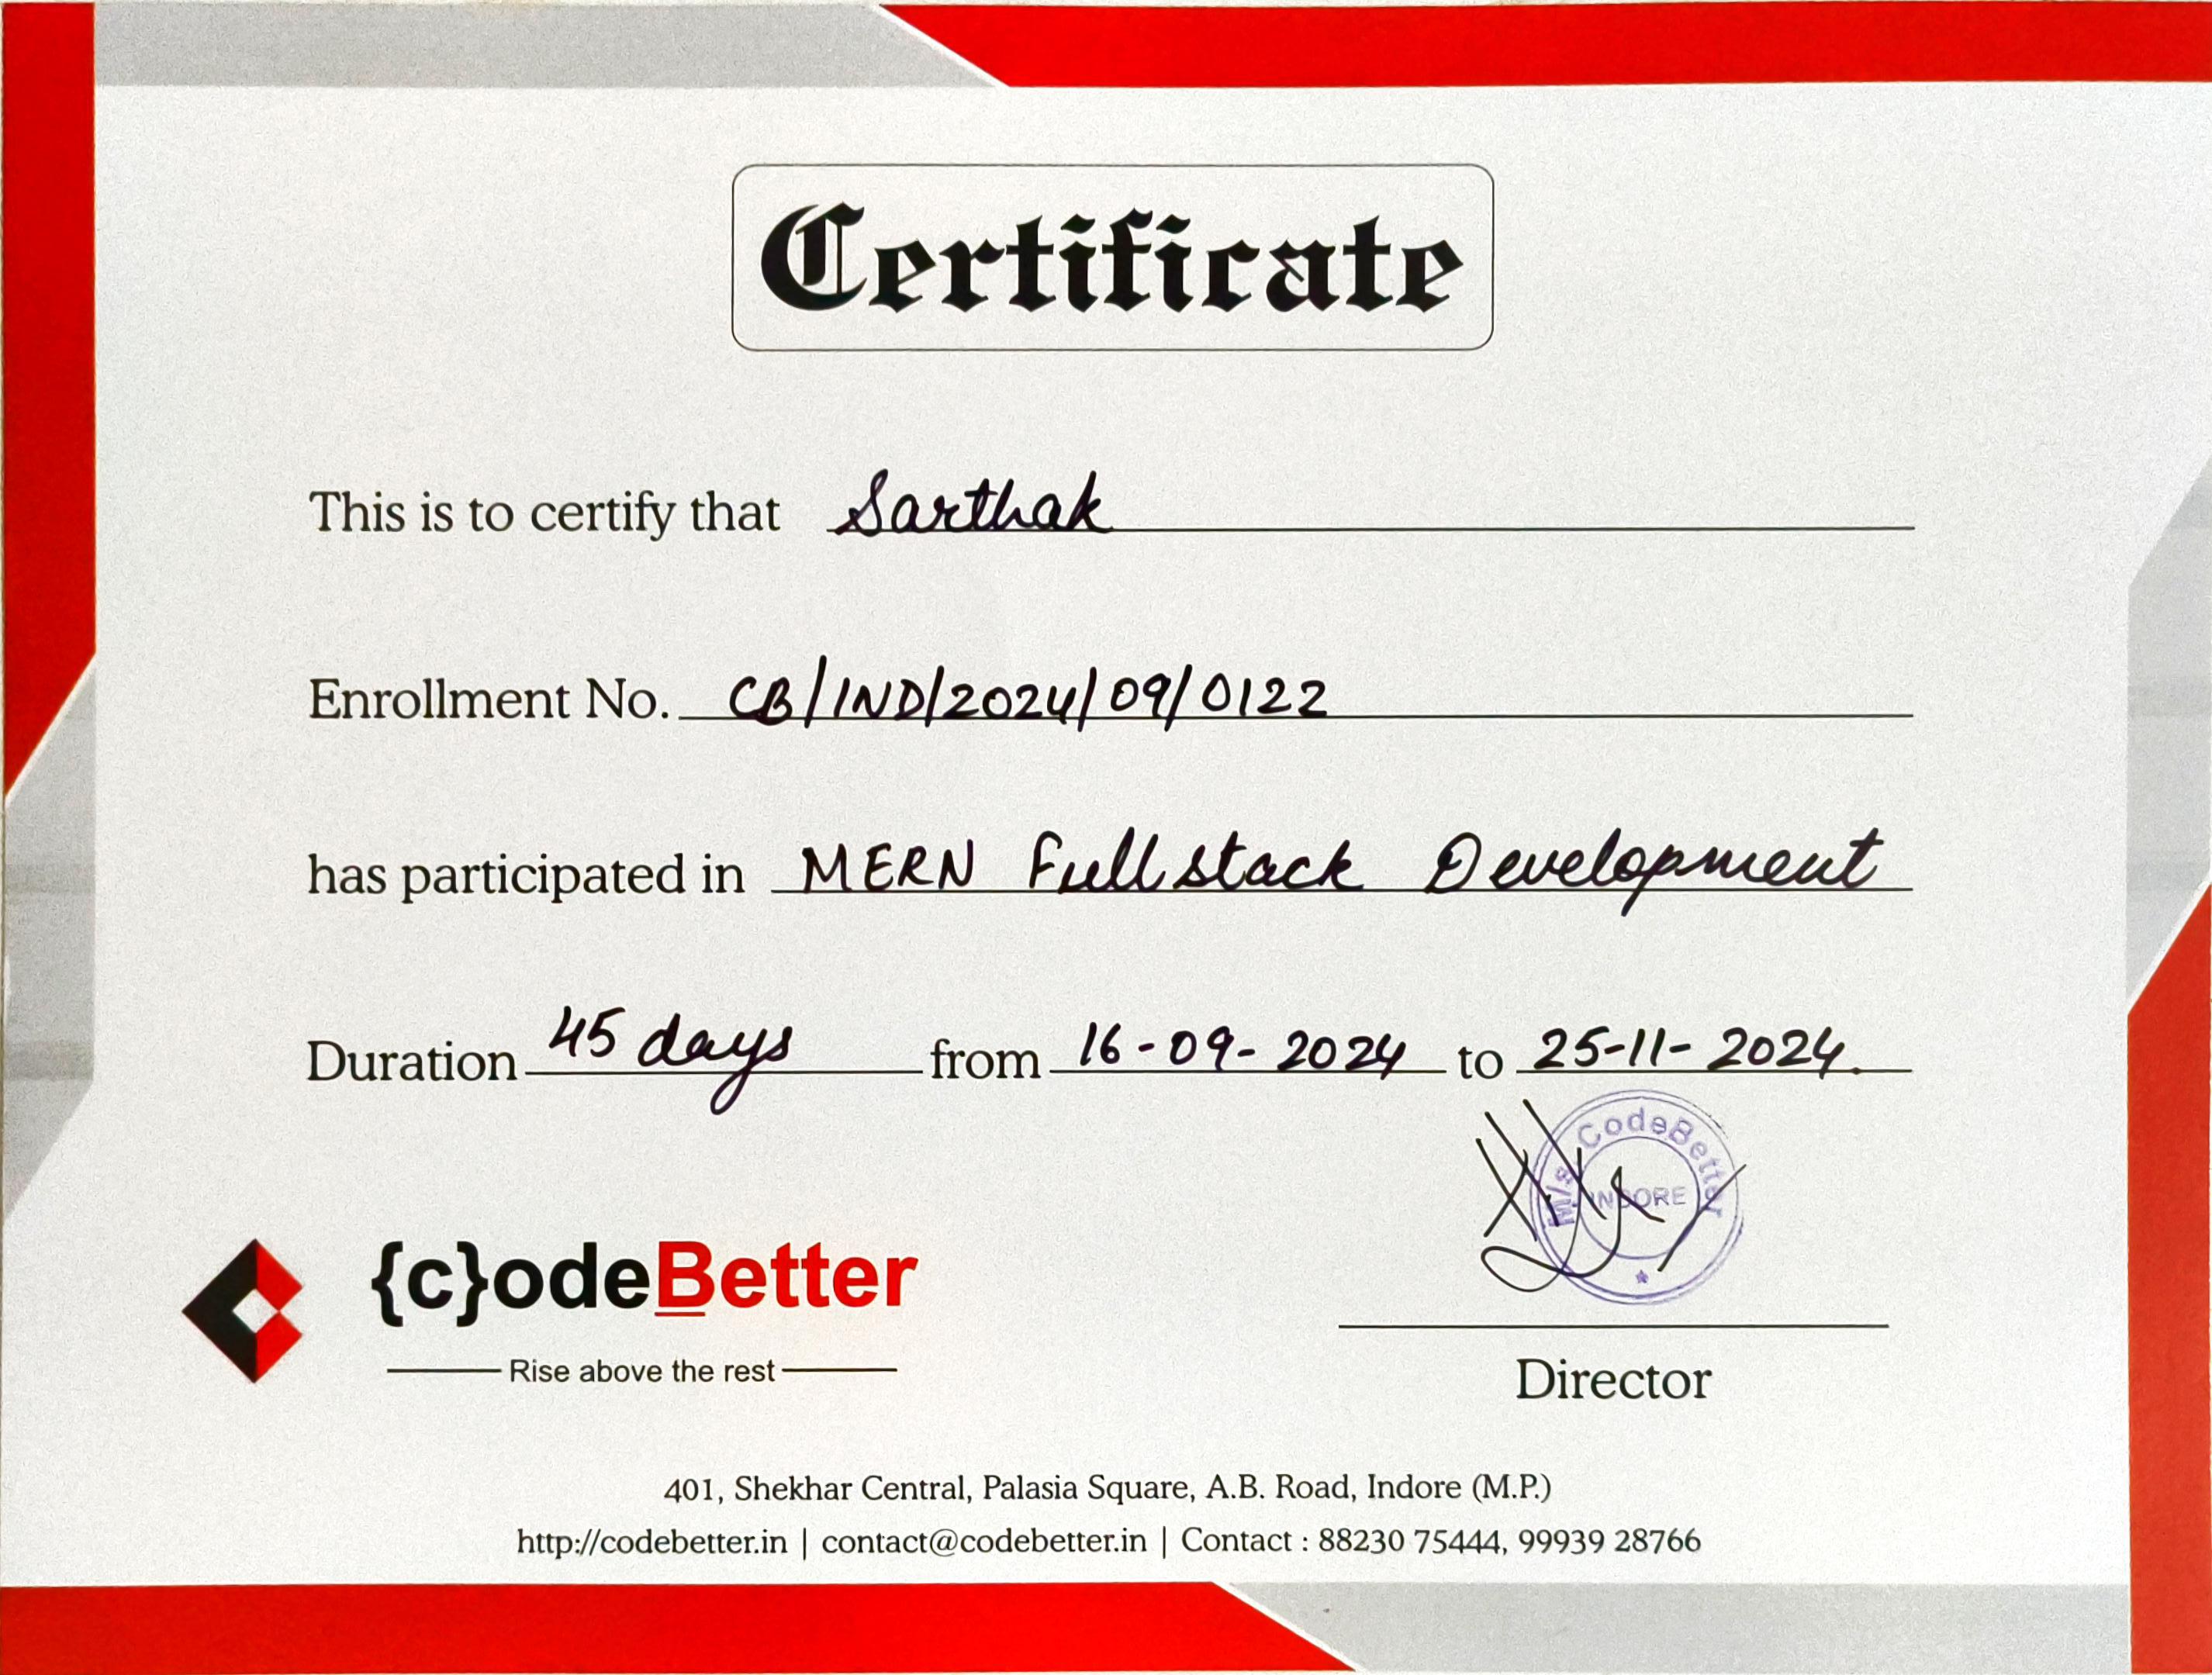 Certificate
This is to certify that Sarthak
Enrollment No. CB/IND/2024/09/0122
has participated in MERN Fullstack Development
Duration 45 days from 16-09-2024 to 25-11-2024.
M/s CodeBetter
INDORE
{c}odeBetter
Rise above the rest
Director
401, Shekhar Central, Palasia Square, A.B. Road, Indore (M.P.)
http://codebetter.in | contact@codebetter.in | Contact : 88230 75444, 99939 28766